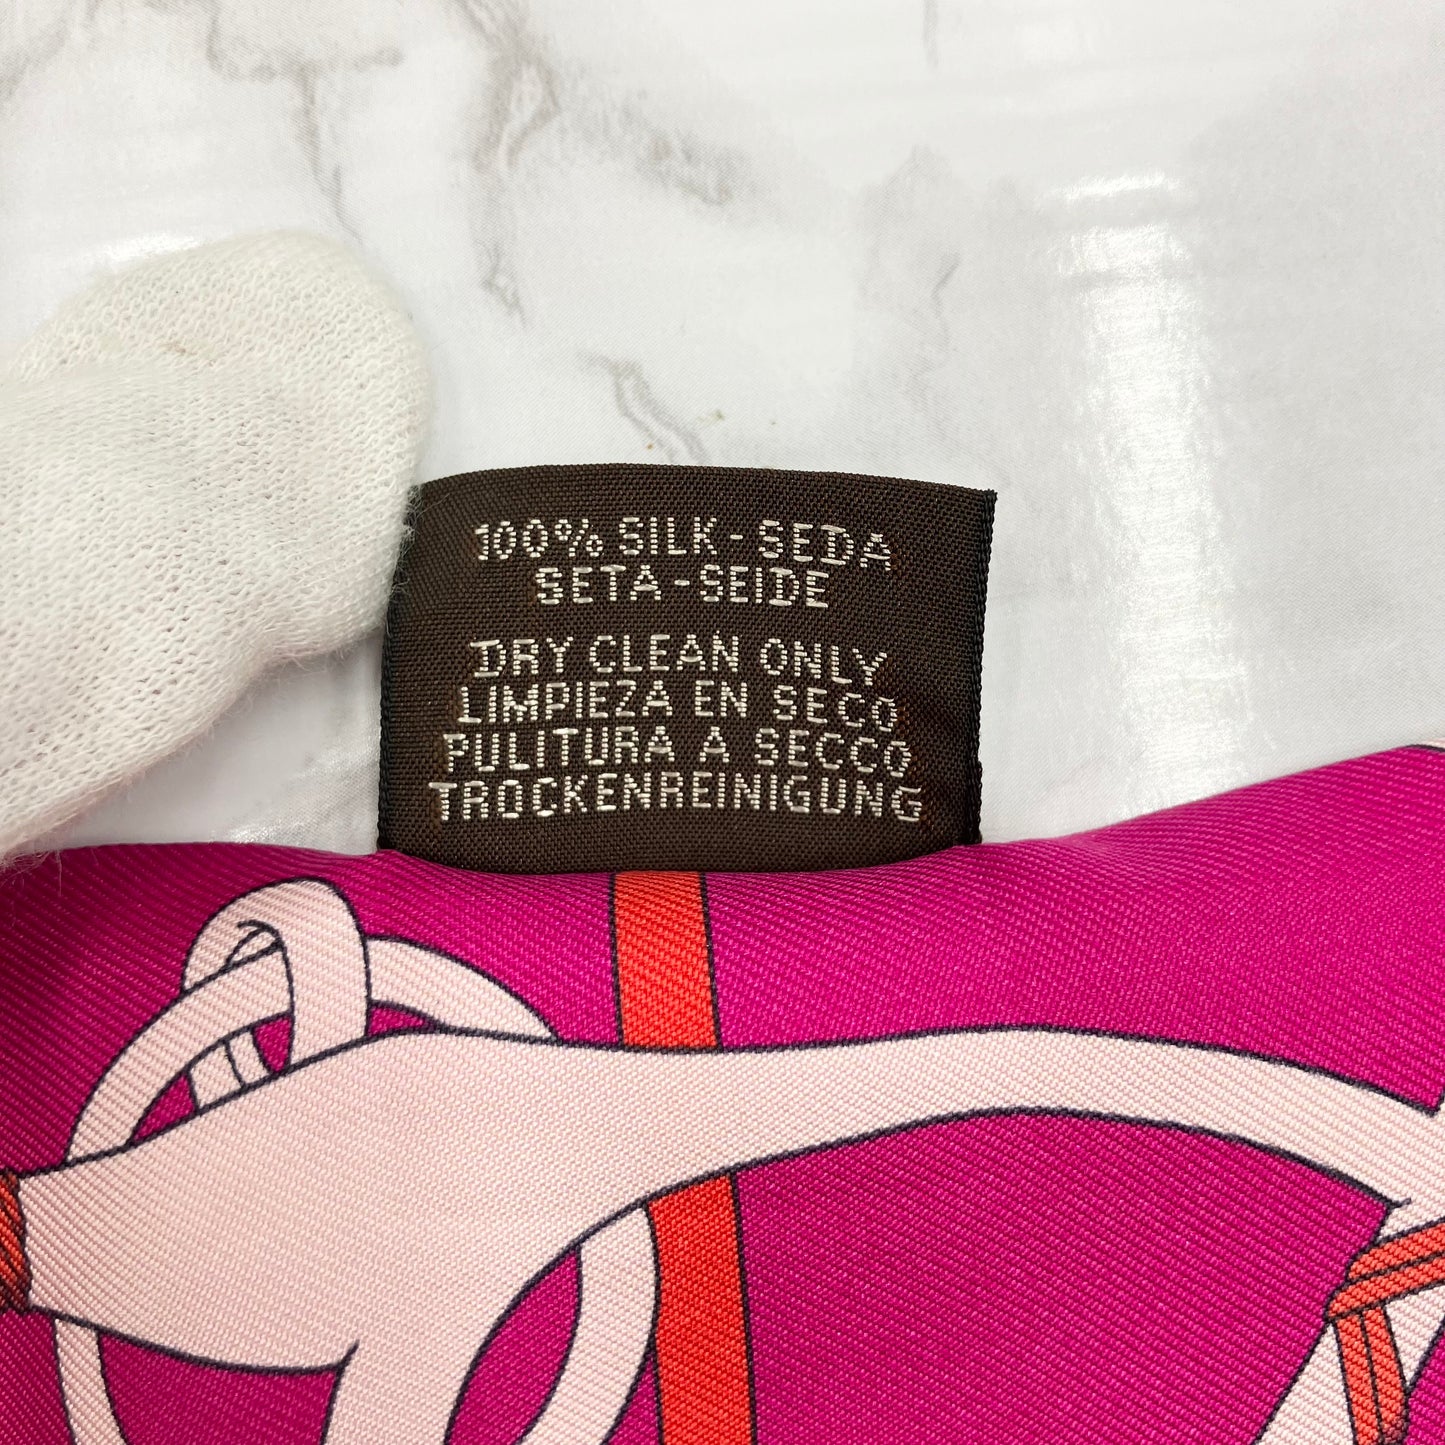 100% SILK-SEDA
SETA-SEIDE
DRY CLEAN ONLY
LIMPIEZA EN SECO
PULITURA A SECCO
TROCKENREINIGUNG